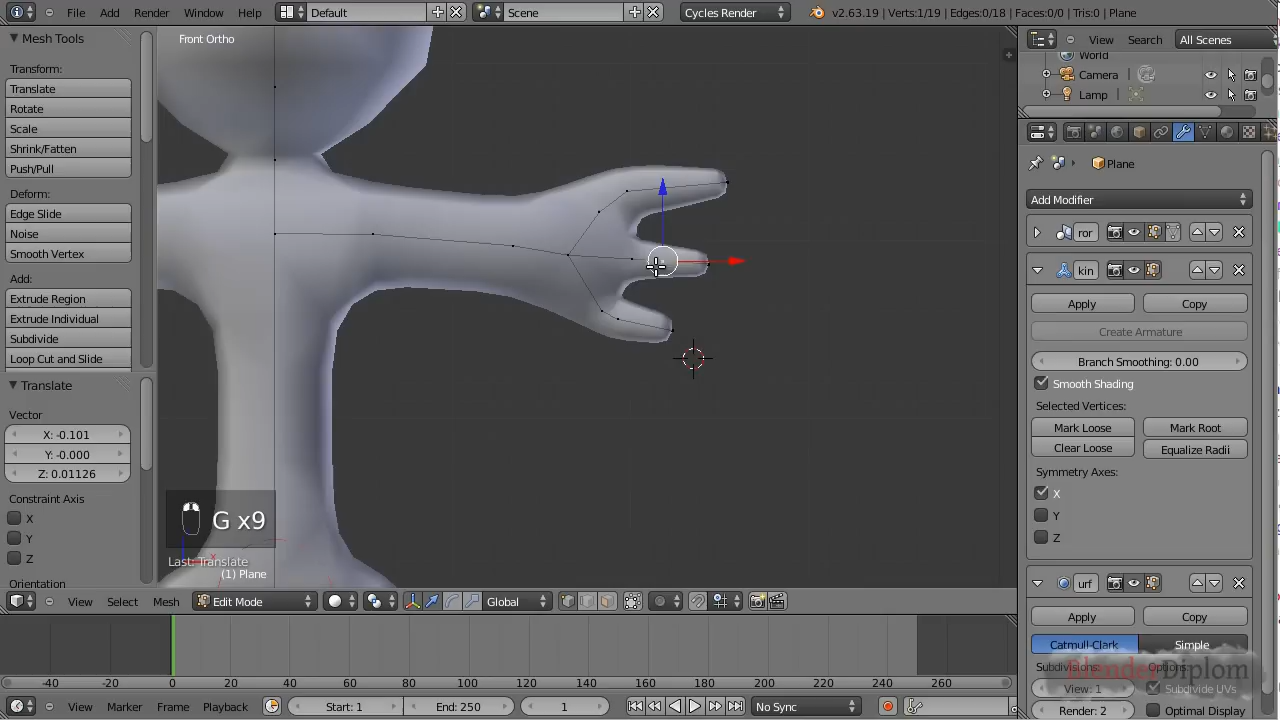 File Add Render Window Help Default Scene Cycles Render v2.63.19 | Verts:1/19 | Edges:0/18 | Faces:0/0 | Tris:0 | Plane
Mesh Tools
Transform:
Translate
Rotate
Scale
Shrink/Fatten
Push/Pull
Deform:
Edge Slide
Noise
Smooth Vertex
Add:
Extrude Region
Extrude Individual
Subdivide
Loop Cut and Slide
Translate
Vector
X: -0.101
Y: -0.000
Z: 0.01126
Constraint Axis
X
Y
Z
Orientation
Front Ortho
G x9
Last: Translate
(1) Plane
x
View Select Mesh Edit Mode Global
-40 -20 0 20 40 60 80 100 120 140 160 180 200 220 240 260
View Marker Frame Playback Start: 1 End: 250 1 No Sync
View Search All Scenes
World
Camera
Lamp
Plane
Add Modifier
ror
kin
Apply Copy
Create Armature
Branch Smoothing: 0.00
Smooth Shading
Selected Vertices:
Mark Loose Mark Root
Clear Loose Equalize Radii
Symmetry Axes:
X
Y
Z
urf
Apply Copy
Catmull-Clark Simple
Subdivisions: Options:
View: 1 Subdivide UVs
Render: 2 Optimal Display
BlenderDiplom